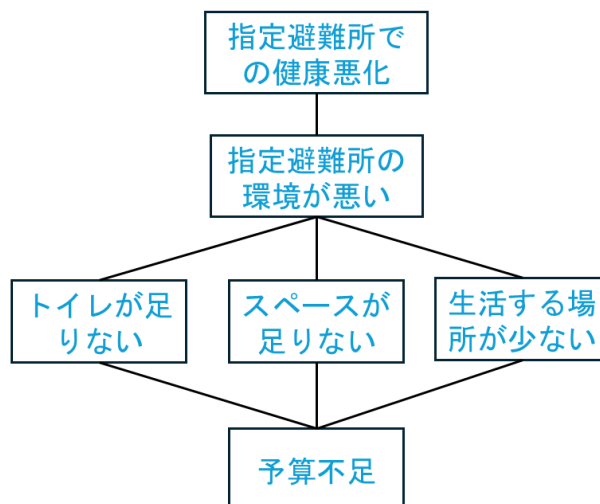 指定避難所で
の健康悪化
指定避難所の
環境が悪い
トイレが足
りない
スペースが
足りない
生活する場
所が少ない
予算不足